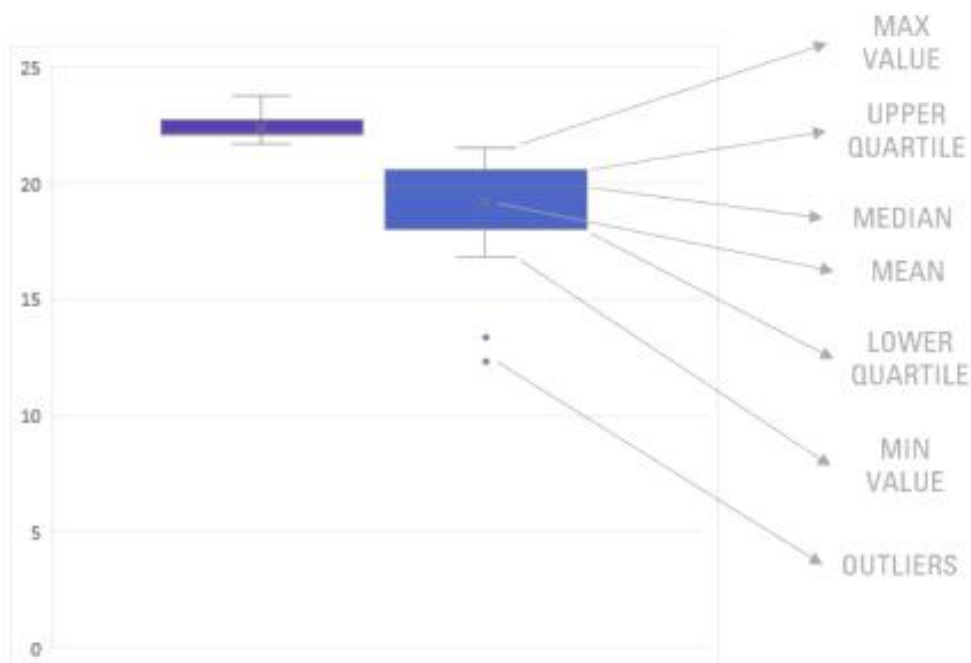 MAX
VALUE
25
UPPER
QUARTILE
20
MEDIAN
MEAN
15
LOWER
QUARTILE
10
MIN
VALUE
5
OUTLIERS
0